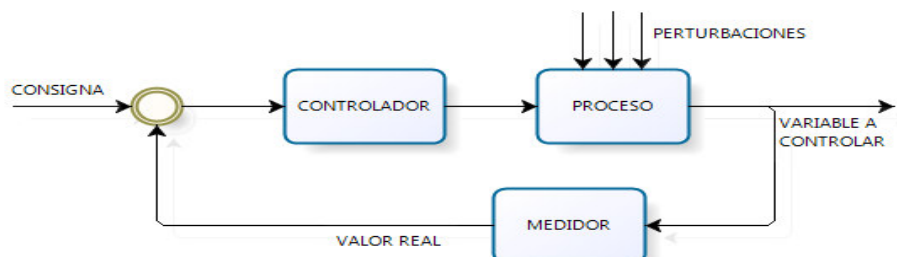 PERTURBACIONES
CONSIGNA
CONTROLADOR
PROCESO
VARIABLE A
CONTROLAR
MEDIDOR
VALOR REAL